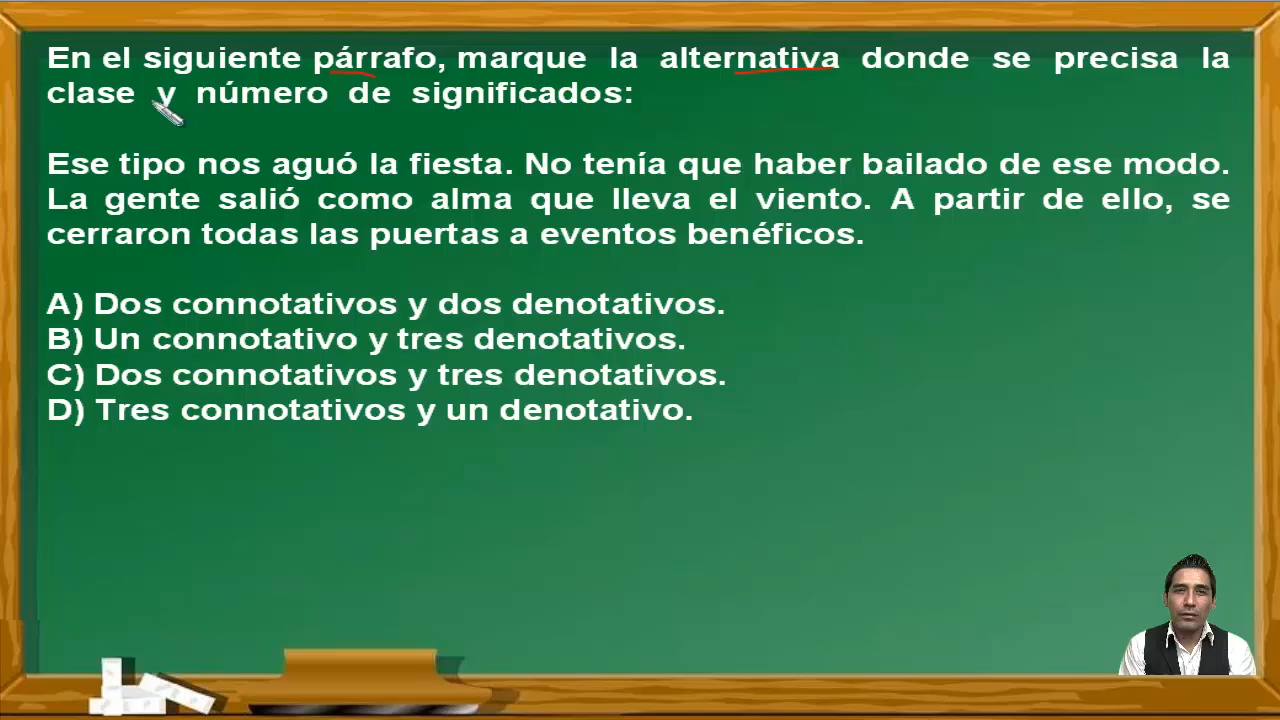 En el siguiente párrafo, marque la alternativa donde se precisa la
clase y número de significados:
Ese tipo nos aguó la fiesta. No tenía que haber bailado de ese modo.
La gente salió como alma que lleva el viento. A partir de ello, se
cerraron todas las puertas a eventos benéficos.
A) Dos connotativos y dos denotativos.
B) Un connotativo y tres denotativos.
C) Dos connotativos y tres denotativos.
D) Tres connotativos y un denotativo.